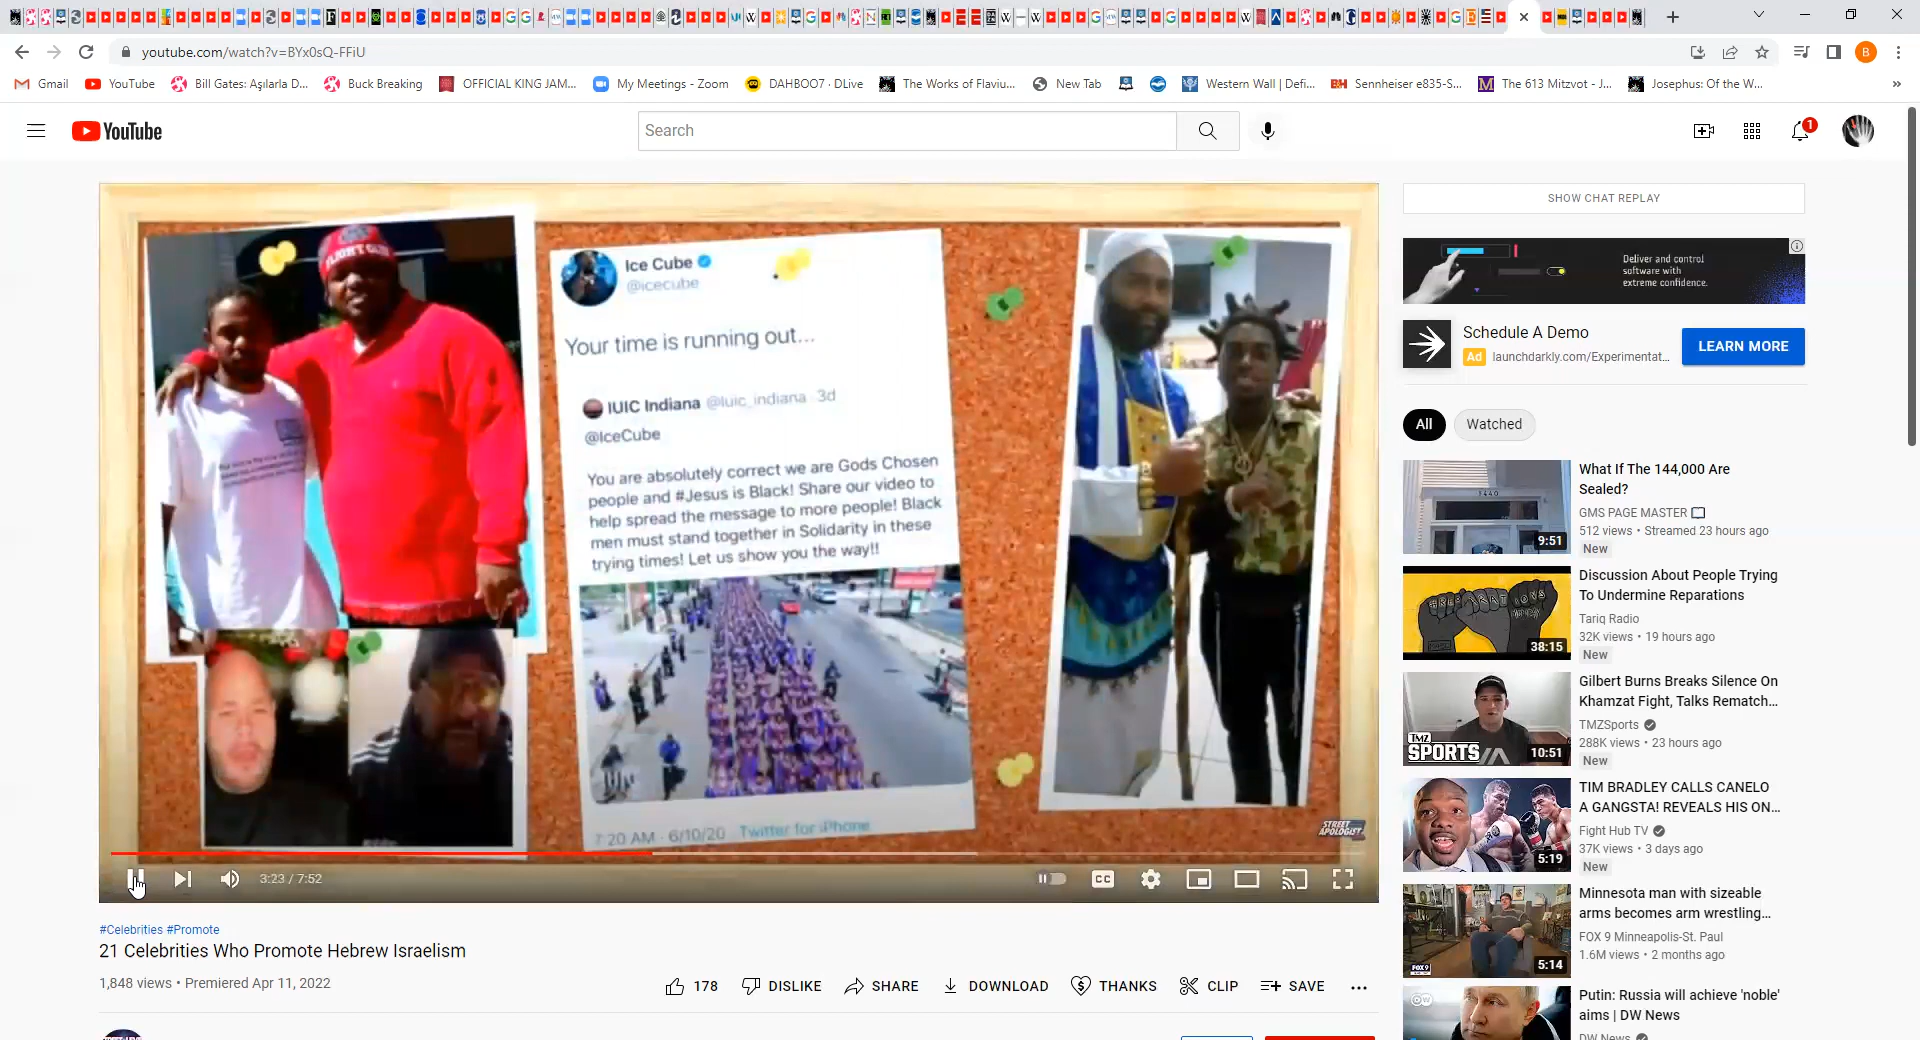 youtube.com/watch?v=BYx0sQ-FFiU
B
Gmail
YouTube
Bill Gates: Aşılarla D...
Buck Breaking
OFFICIAL KING JAM...
My Meetings - Zoom
DAHBOO7 · DLive
The Works of Flaviu...
New Tab
Western Wall | Defi...
Sennheiser e835-S...
The 613 Mitzvot - J...
Josephus: Of the W...
»
YouTube
Search
1
SHOW CHAT REPLAY
Ice Cube
@icecube
Your time is running out...
IUIC Indiana @iuic_indiana · 3d
@IceCube
You are absolutely correct we are Gods Chosen
people and #Jesus is Black! Share our video to
help spread the message to more people! Black
men must stand together in Solidarity in these
trying times! Let us show you the way!!
7:20 AM · 6/10/20 · Twitter for iPhone
STREET
APOLOGIST
3:23 / 7:52
CC
#Celebrities #Promote
21 Celebrities Who Promote Hebrew Israelism
1,848 views • Premiered Apr 11, 2022
178
DISLIKE
SHARE
DOWNLOAD
THANKS
CLIP
SAVE
Deliver and control
software with
extreme confidence.
Schedule A Demo
Ad launchdarkly.com/Experimentat...
LEARN MORE
All
Watched
9:51
What If The 144,000 Are
Sealed?
GMS PAGE MASTER
512 views • Streamed 23 hours ago
New
38:15
Discussion About People Trying
To Undermine Reparations
Tariq Radio
32K views • 19 hours ago
New
TMZ
SPORTS
10:51
Gilbert Burns Breaks Silence On
Khamzat Fight, Talks Rematch...
TMZSports
288K views • 23 hours ago
New
5:19
TIM BRADLEY CALLS CANELO
A GANGSTA! REVEALS HIS ON...
Fight Hub TV
37K views • 3 days ago
New
FOX 9
5:14
Minnesota man with sizeable
arms becomes arm wrestling...
FOX 9 Minneapolis-St. Paul
1.6M views • 2 months ago
Putin: Russia will achieve 'noble'
aims | DW News
DW News